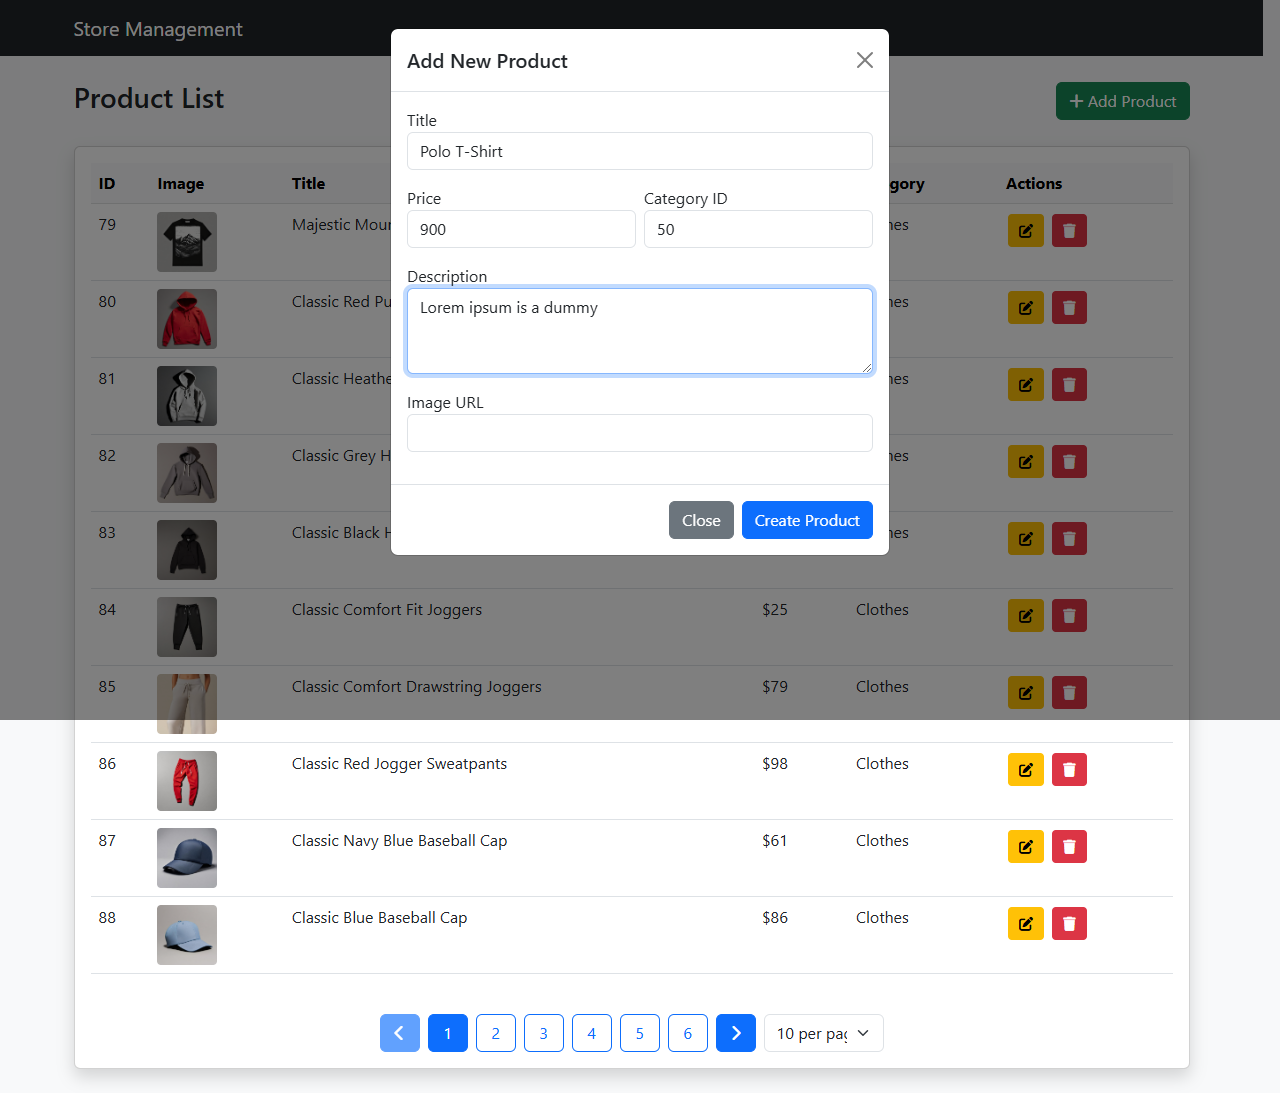 Store Management
Add New Product
Product List
Add Product
Title
Polo T-Shirt
Price
Category ID
900
50
Description
Lorem ipsum is a dummy
Image URL
Close
Create Product
ID Image Title gory Actions
79 Majestic Mour nes
80 Classic Red Pu nes
81 Classic Heathe nes
82 Classic Grey H nes
83 Classic Black H nes
84 Classic Comfort Fit Joggers $25 Clothes
85 Classic Comfort Drawstring Joggers $79 Clothes
86 Classic Red Jogger Sweatpants $98 Clothes
87 Classic Navy Blue Baseball Cap $61 Clothes
88 Classic Blue Baseball Cap $86 Clothes
1 2 3 4 5 6 10 per pag